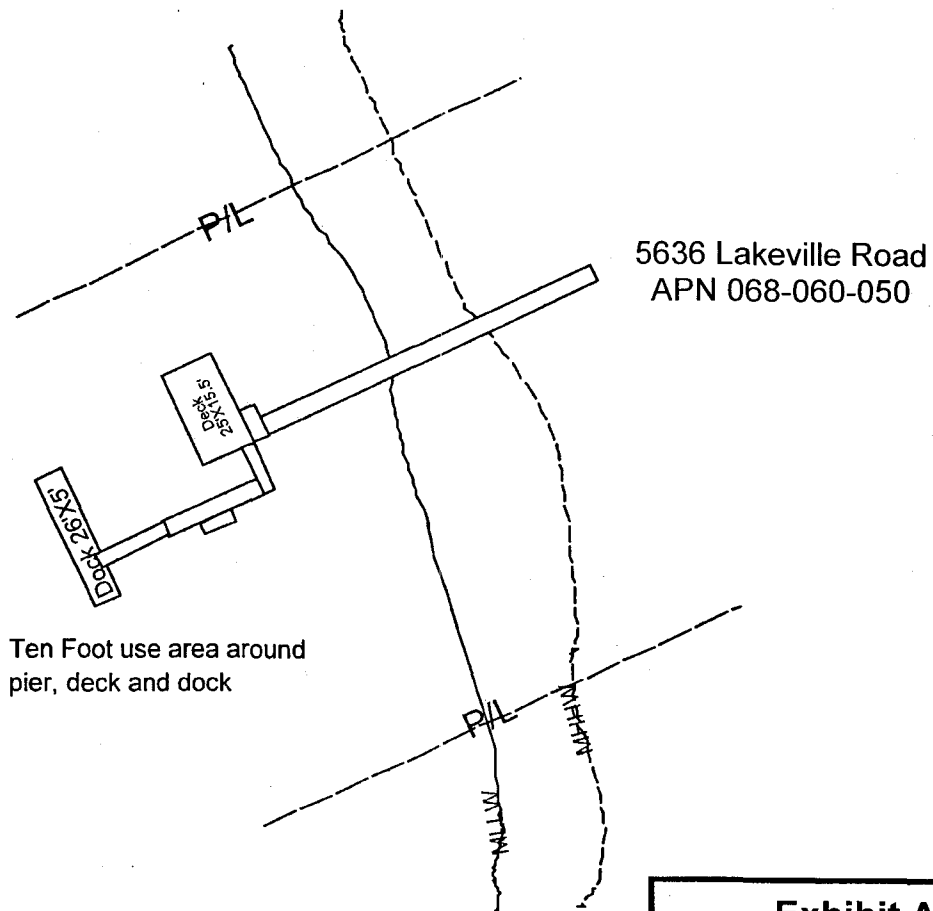 P/L
5636 Lakeville Road
APN 068-060-050
Deck
25'X15.5'
Dock 26'X5'
Ten Foot use area around
pier, deck and dock
P/L
MHHW
MLLW
Exhibit A